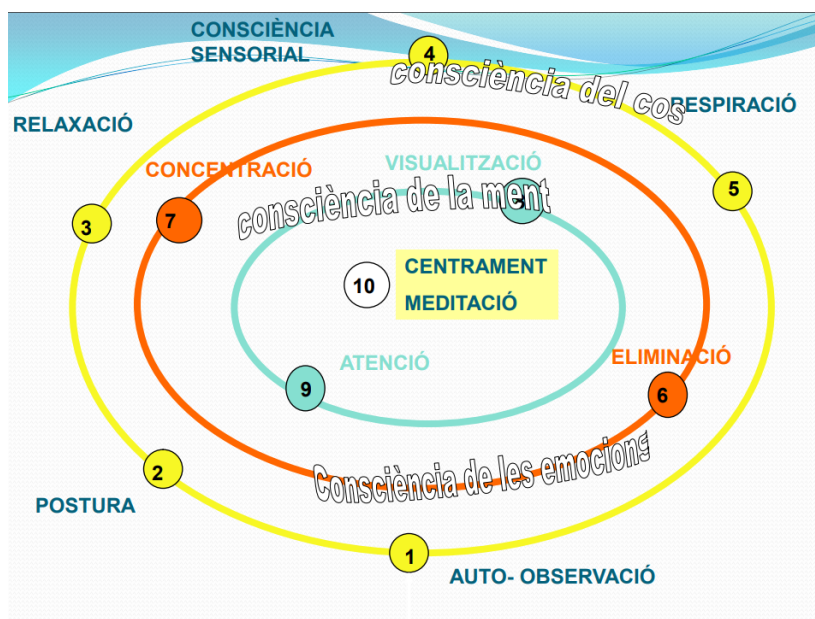 CONSCIÈNCIA
SENSORIAL
4
consciència del cos
RESPIRACIÓ
RELAXACIÓ
CONCENTRACIÓ
VISUALITZACIÓ
5
3
7
consciència de la ment
10
CENTRAMENT
MEDITACIÓ
ATENCIÓ
ELIMINACIÓ
9
6
2
Consciència de les emocions
POSTURA
1
AUTO- OBSERVACIÓ